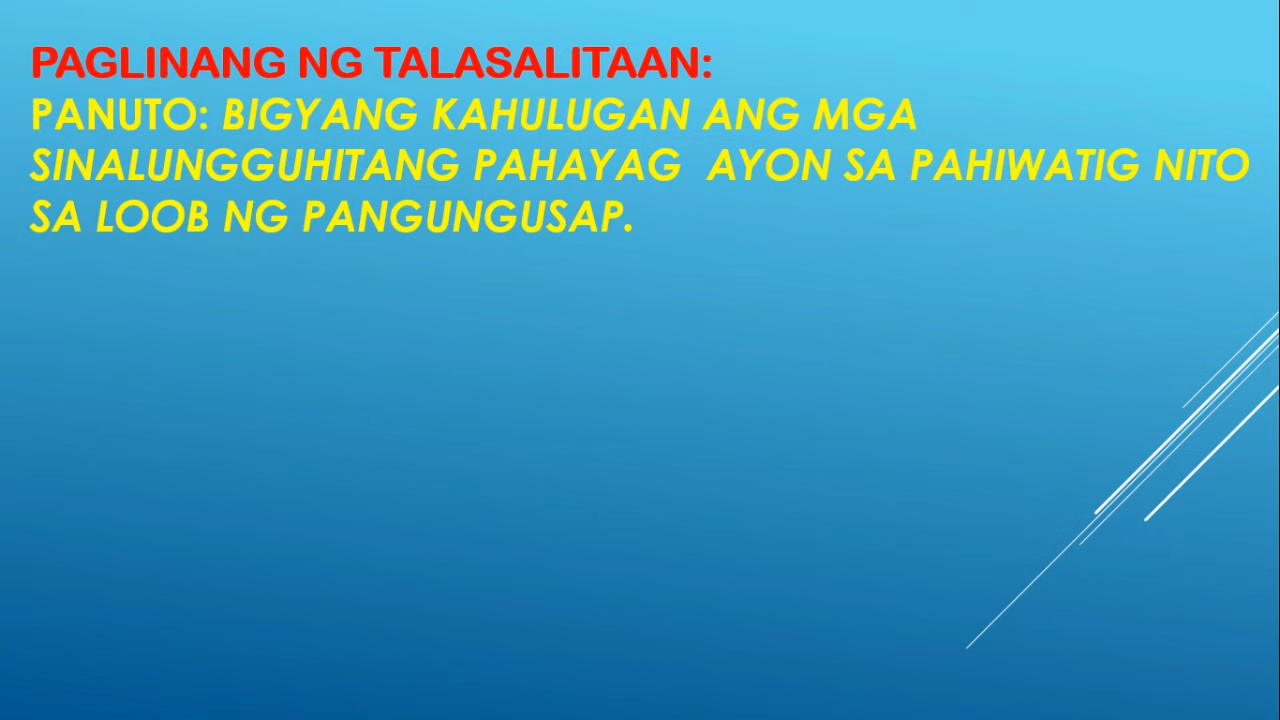 PAGLINANG NG TALASALITAAN:
PANUTO: BIGYANG KAHULUGAN ANG MGA
SINALUNGGUHITANG PAHAYAG  AYON SA PAHIWATIG NITO
SA LOOB NG PANGUNGUSAP.